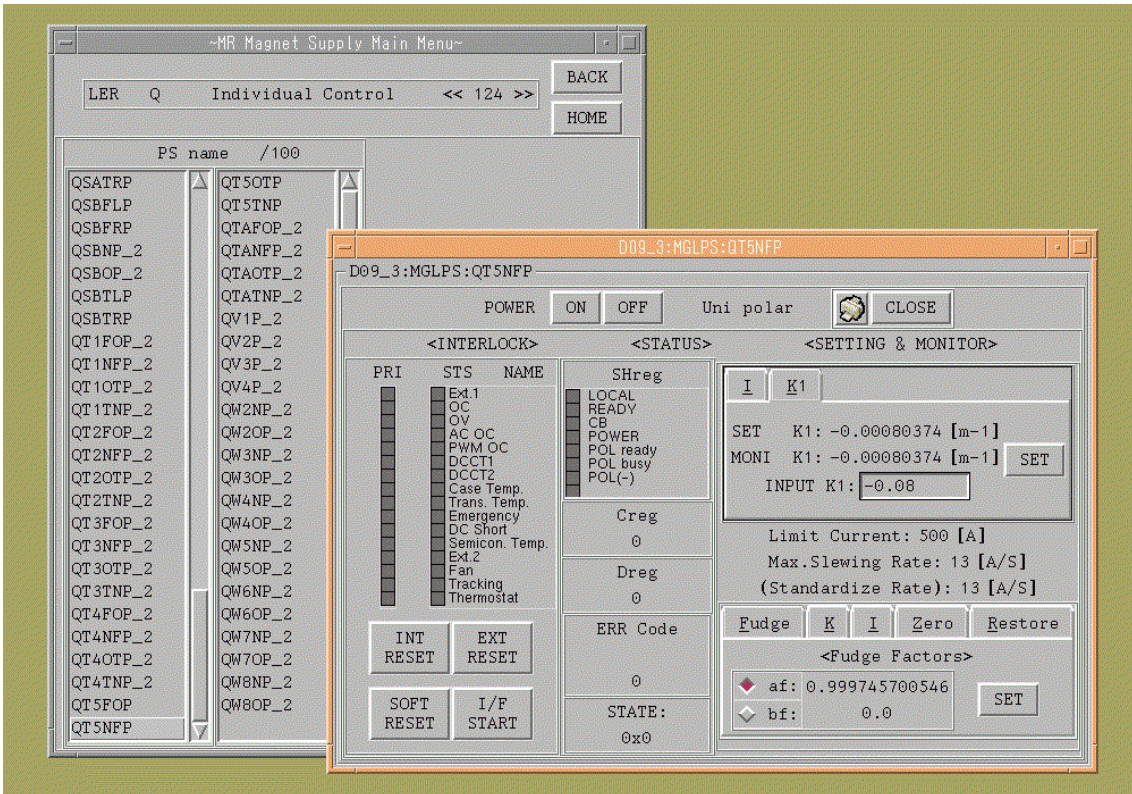 ~MR Magnet Supply Main Menu~
LER Q Individual Control << 124 >>
BACK
HOME
PS name /100
QSATRP
QSBFLP
QSBFRP
QSBNP_2
QSBOP_2
QSBTLP
QSBTRP
QT1FOP_2
QT1NFP_2
QT1OTP_2
QT1TNP_2
QT2FOP_2
QT2NFP_2
QT2OTP_2
QT2TNP_2
QT3FOP_2
QT3NFP_2
QT3OTP_2
QT3TNP_2
QT4FOP_2
QT4NFP_2
QT4OTP_2
QT4TNP_2
QT5FOP
QT5NFP
QT5OTP
QT5TNP
QTAFOP_2
QTANFP_2
QTAOTP_2
QTATNP_2
QV1P_2
QV2P_2
QV3P_2
QV4P_2
QW2NP_2
QW2OP_2
QW3NP_2
QW3OP_2
QW4NP_2
QW4OP_2
QW5NP_2
QW5OP_2
QW6NP_2
QW6OP_2
QW7NP_2
QW7OP_2
QW8NP_2
QW8OP_2
D09_3:MGLPS:QT5NFP
D09_3:MGLPS:QT5NFP
POWER ON OFF Uni polar CLOSE
<INTERLOCK> <STATUS> <SETTING & MONITOR>
PRI STS NAME
Ext.1
OC
OV
AC OC
PWM OC
DCCT1
DCCT2
Case Temp.
Trans. Temp.
Emergency
DC Short
Semicon. Temp.
Ext.2
Fan
Tracking
Thermostat
INT RESET
EXT RESET
SOFT RESET
I/F START
SHreg
LOCAL
READY
CB
POWER
POL ready
POL busy
POL(-)
Creg
0
Dreg
0
ERR Code
0
STATE:
0x0
I K1
SET K1: -0.00080374 [m-1]
MONI K1: -0.00080374 [m-1] SET
INPUT K1: -0.08
Limit Current: 500 [A]
Max.Slewing Rate: 13 [A/S]
(Standardize Rate): 13 [A/S]
Fudge K I Zero Restore
<Fudge Factors>
af: 0.999745700546
bf: 0.0
SET